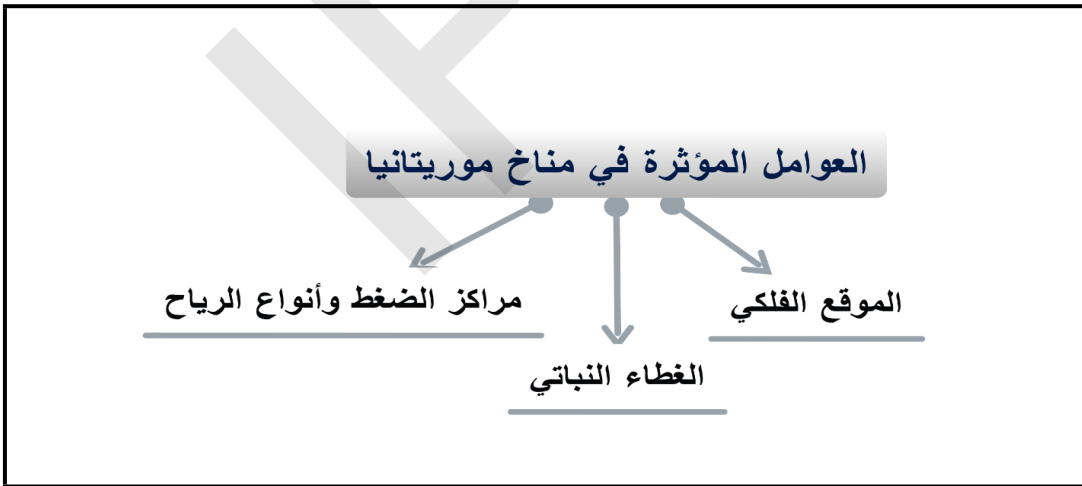 العوامل المؤثرة في مناخ موريتانيا
الموقع الفلكي
مراكز الضغط وأنواع الرياح
الغطاء النباتي